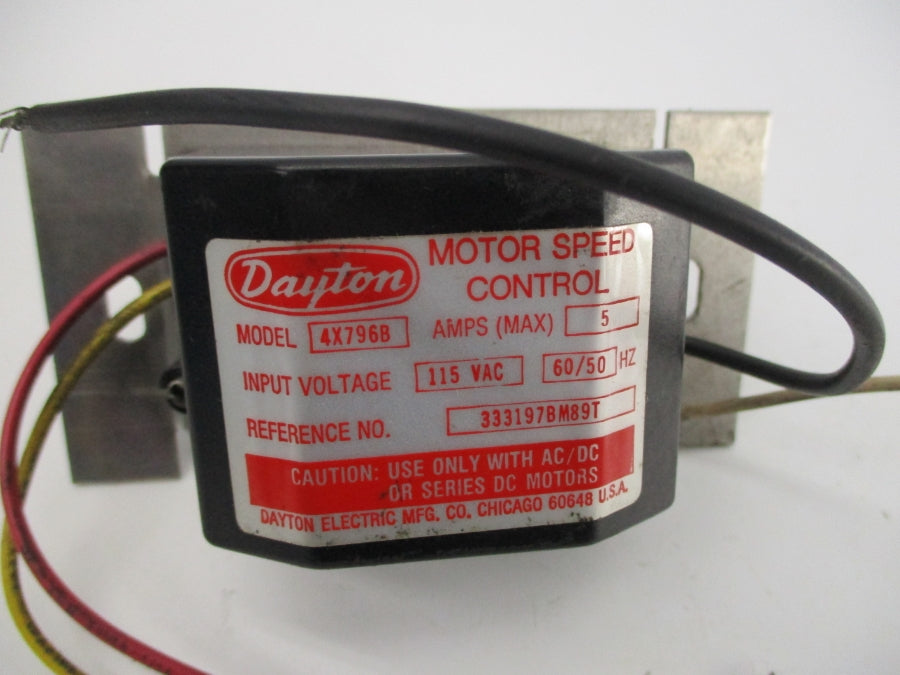 Dayton
MOTOR SPEED
CONTROL
MODEL 4X796B AMPS (MAX) 5
INPUT VOLTAGE 115 VAC 60/50 HZ
REFERENCE NO. 333197BM89T
CAUTION: USE ONLY WITH AC/DC
OR SERIES DC MOTORS
DAYTON ELECTRIC MFG. CO. CHICAGO 60648 U.S.A.